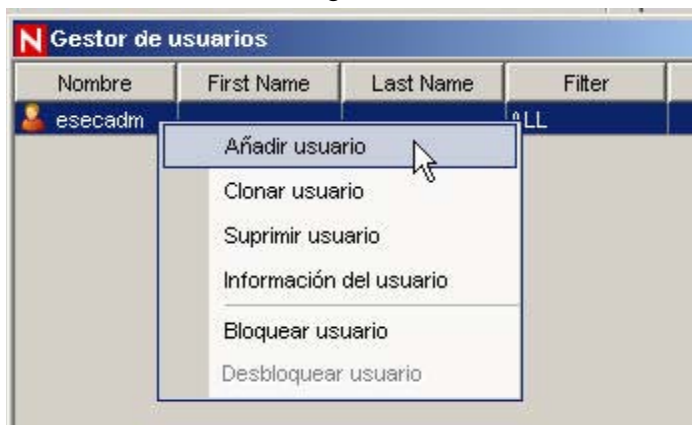 N Gestor de usuarios
Nombre First Name Last Name Filter
esecadm ALL
Añadir usuario
Clonar usuario
Suprimir usuario
Información del usuario
Bloquear usuario
Desbloquear usuario